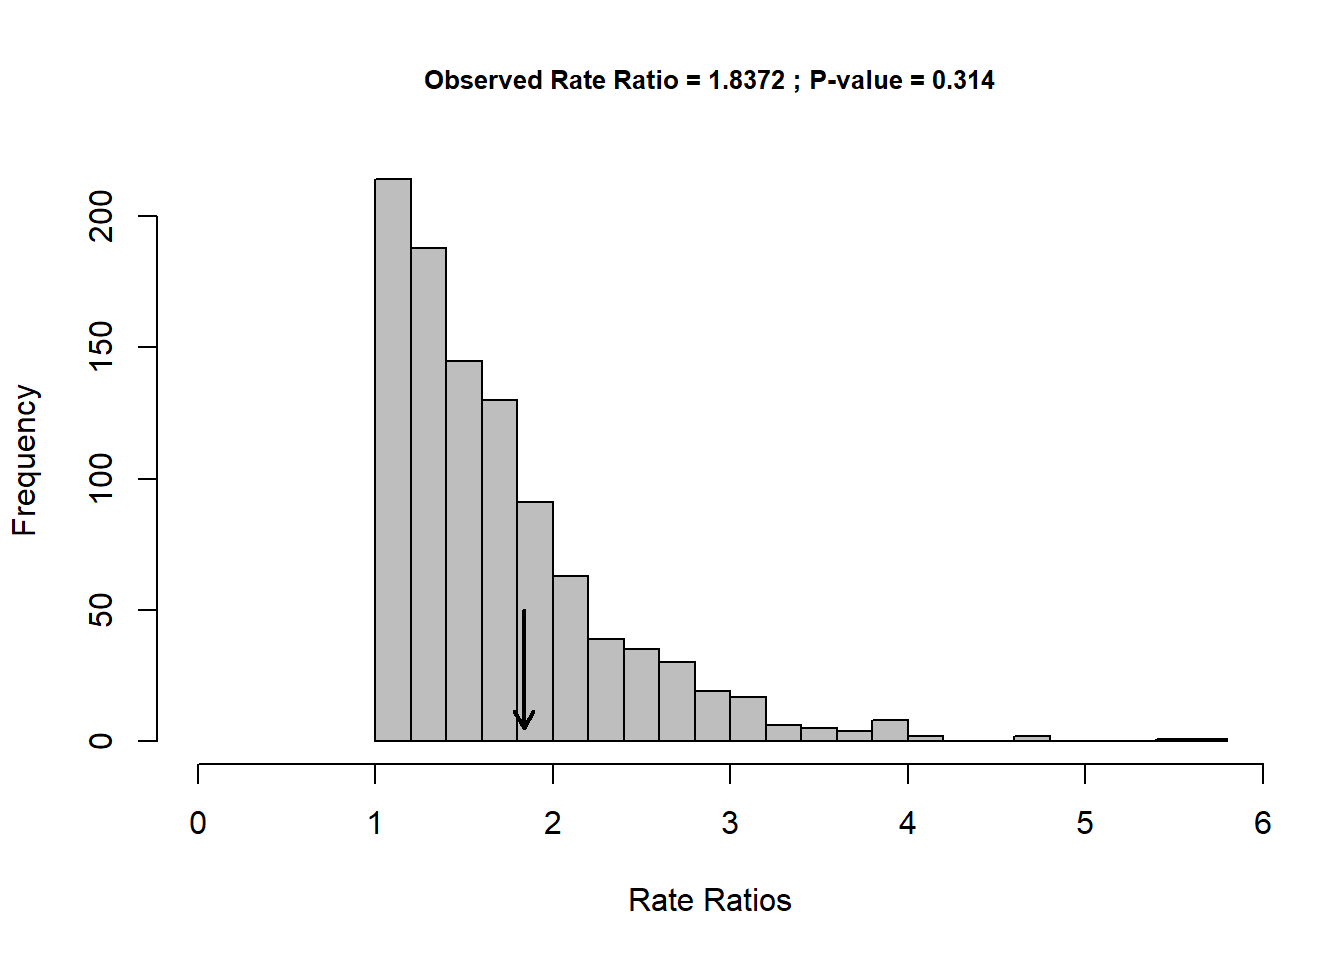 Observed Rate Ratio = 1.8372 ; P-value = 0.314
200
150
100
50
0
Frequency
0 1 2 3 4 5 6
Rate Ratios